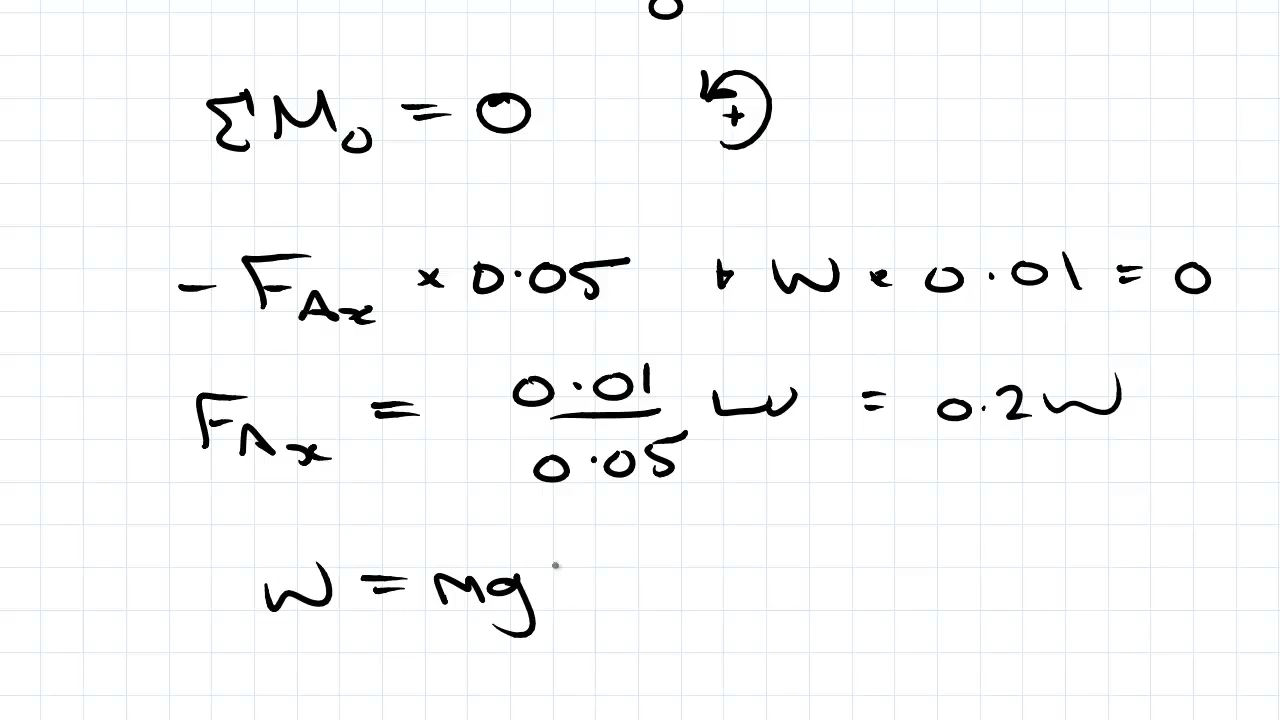 ΣM₀ = 0 +
- F_Ax × 0.05 + W × 0.01 = 0
F_Ax = 0.01/0.05 W = 0.2W
W = mg